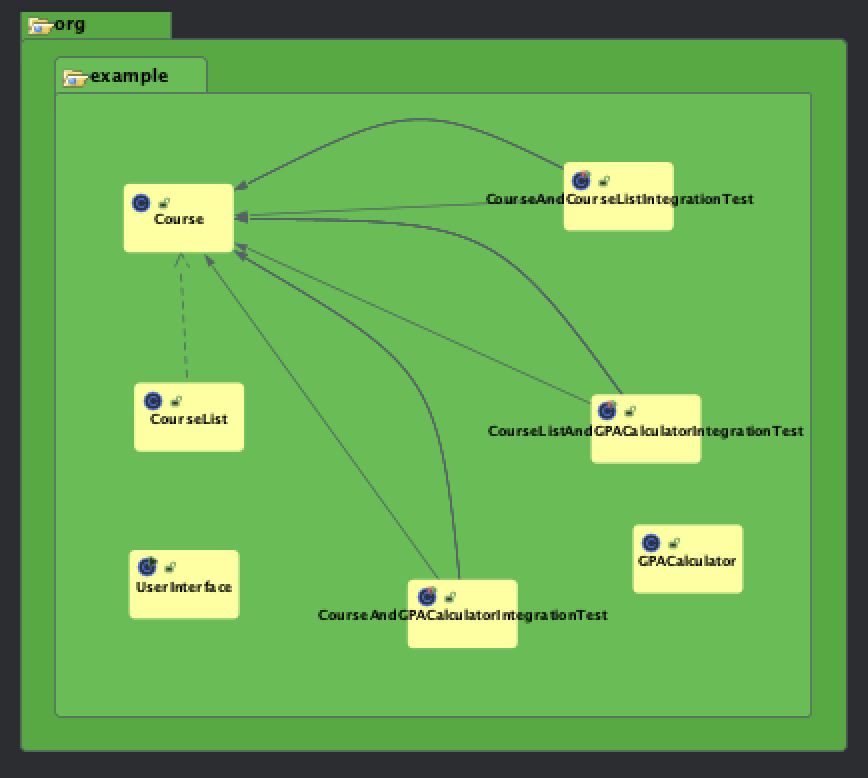 org
example
CourseAndCourseListIntegrationTest
Course
CourseList
CourseListAndGPACalculatorIntegrationTest
GPACalculator
UserInterface
CourseAndGPACalculatorIntegrationTest